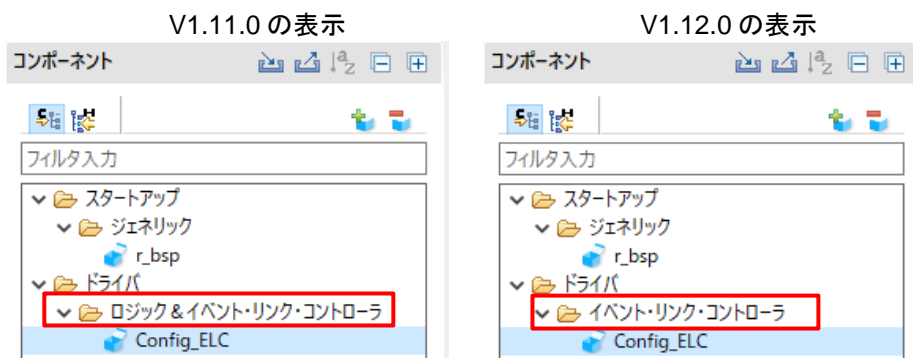 V1.11.0 の表示
コンポーネント
フィルタ入力
スタートアップ
ジェネリック
r_bsp
ドライバ
ロジック＆イベント・リンク・コントローラ
Config_ELC
V1.12.0 の表示
コンポーネント
フィルタ入力
スタートアップ
ジェネリック
r_bsp
ドライバ
イベント・リンク・コントローラ
Config_ELC